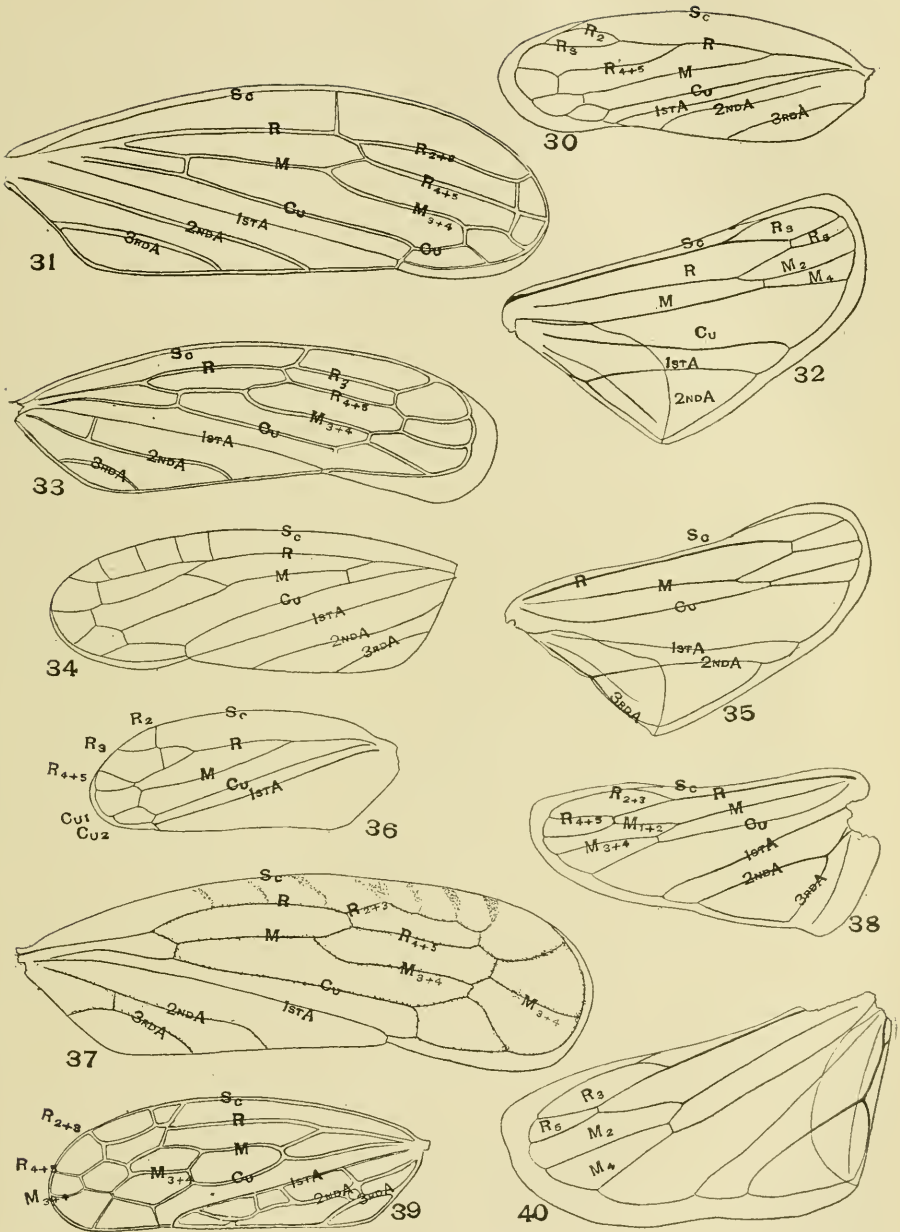 Sc
R2
R3
R
R4+5
M
Cu
1STA
2NDA
3RDA
30
Sc
R
R2+3
M
R4+5
M3+4
Cu
Cu
1STA
2NDA
3RDA
31
Sc
R3
R5
R
M2
M4
M
Cu
1STA
2NDA
32
Sc
R
R3
R4+5
M3+4
Cu
1STA
2NDA
3RDA
33
Sc
R
M
Cu
1STA
2NDA
3RDA
34
Sc
R
M
Cu
1STA
2NDA
3RDA
35
R2
Sc
R3
R
R4+5
M
Cu
1STA
Cu1
Cu2
36
Sc
R
R2+3
M
R4+5
M3+4
Cu
M3+4
1STA
2NDA
3RDA
37
Sc
R2+3
R
M
R4+5
M1+2
Cu
M3+4
1STA
2NDA
3RDA
38
Sc
R2+3
R
M
R4+5
M3+4
Cu
M3+4
1STA
2NDA
3RDA
39
R3
R5
M2
M4
40